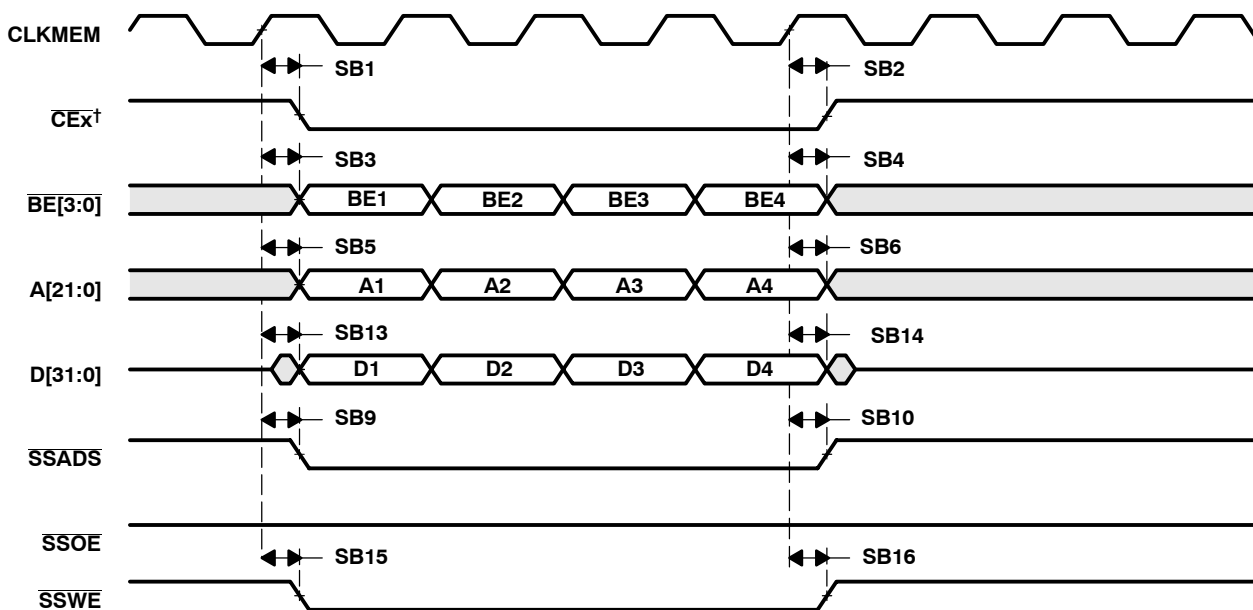 CLKMEM
SB1 SB2
CEx†
SB3 SB4
BE[3:0] BE1 BE2 BE3 BE4
SB5 SB6
A[21:0] A1 A2 A3 A4
SB13 SB14
D[31:0] D1 D2 D3 D4
SB9 SB10
SSADS
SSOE
SB15 SB16
SSWE